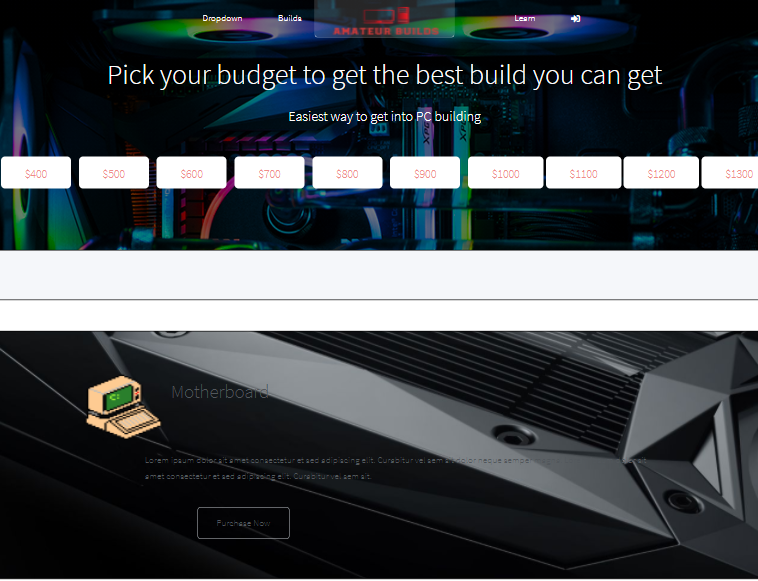 Dropdown Builds AMATEUR BUILDS Learn
Pick your budget to get the best build you can get
Easiest way to get into PC building
$400 $500 $600 $700 $800 $900 $1000 $1100 $1200 $1300
Motherboard
Lorem ipsum dolor sit amet consectetur et sed adipiscing elit. Curabitur vel sem sit
amet consectetur et sed adipiscing elit. Curabitur vel sem sit.
Purchase Now